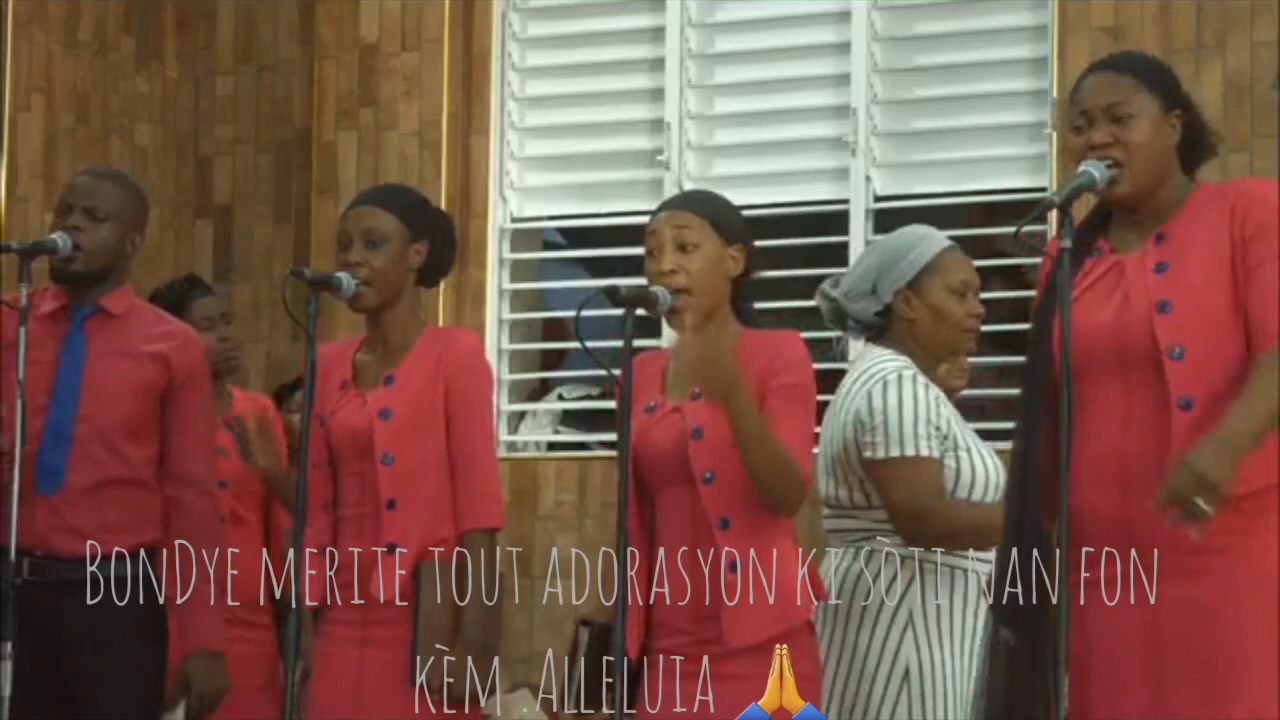 BonDye merite tout adorasyon ki sòti nan fon
kèm .Alleluia 🙏